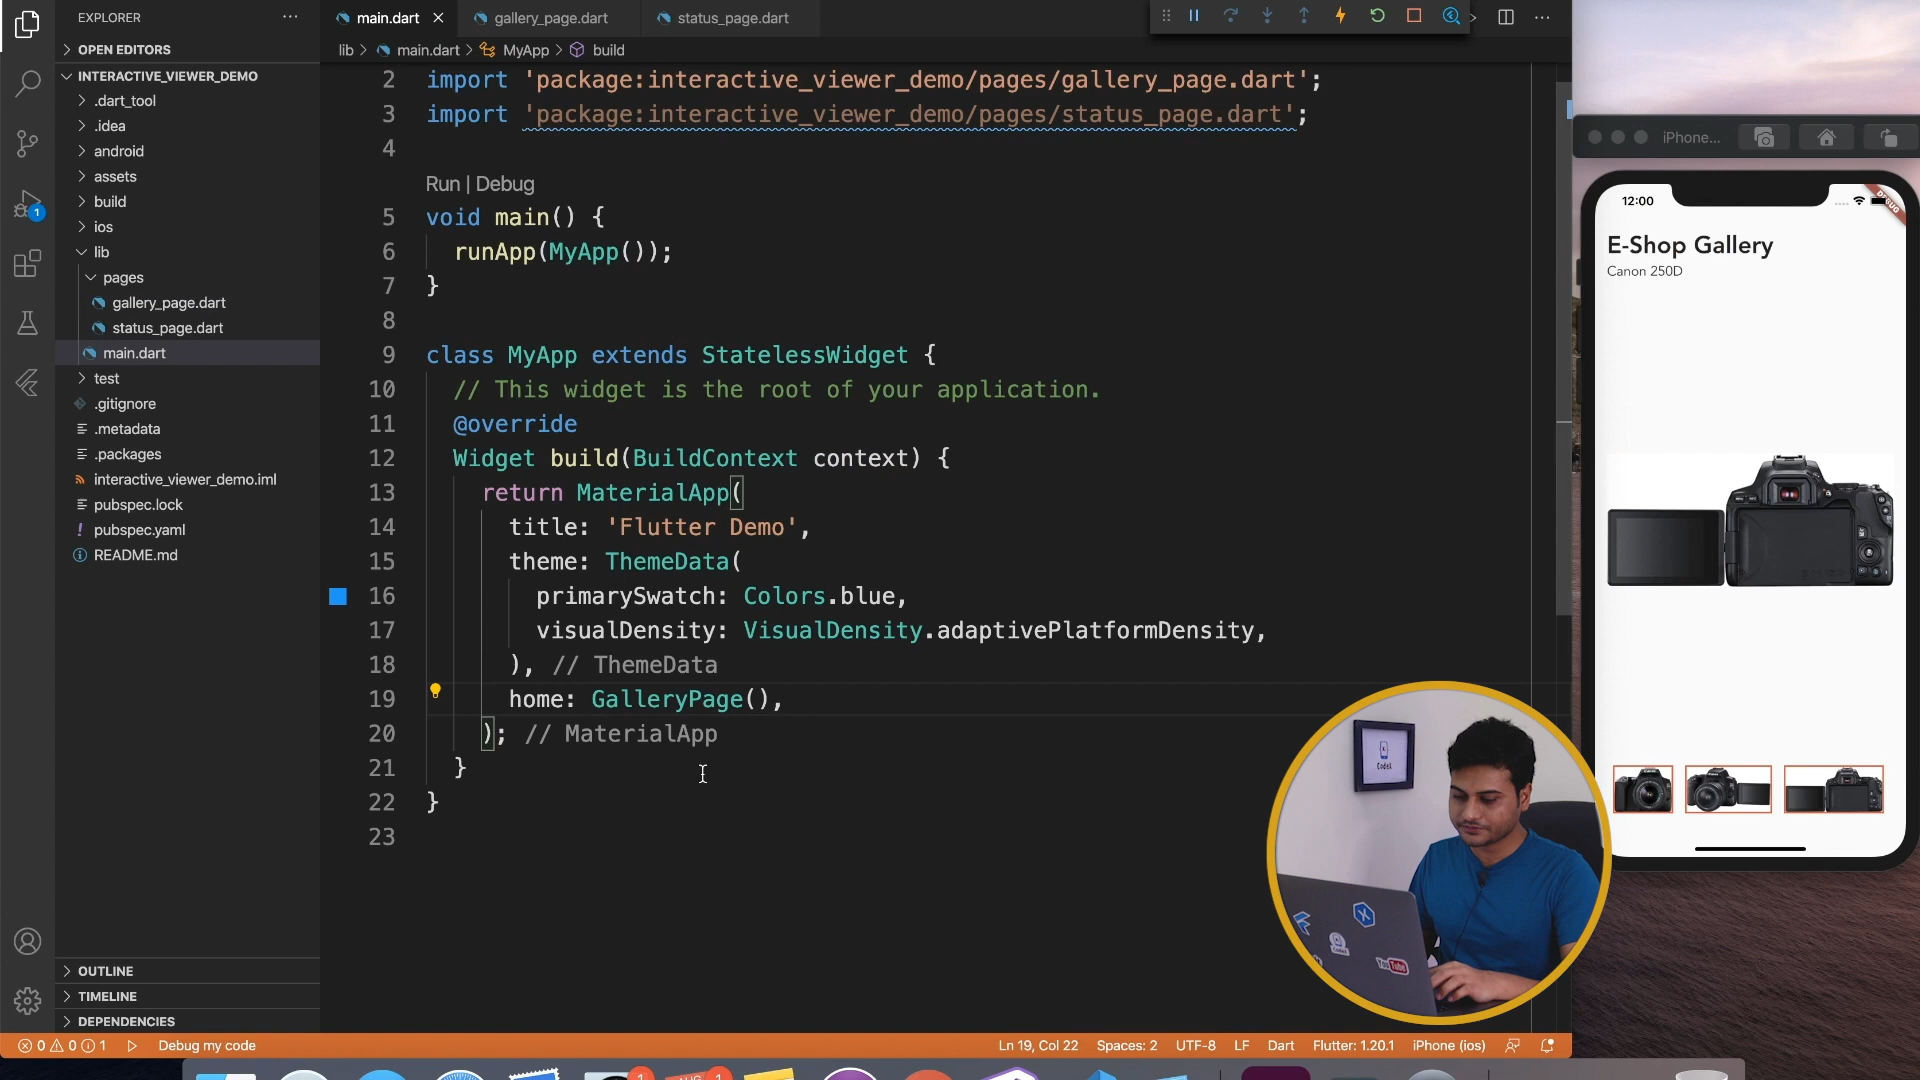 EXPLORER
main.dart
gallery_page.dart
status_page.dart
OPEN EDITORS
lib
main.dart
MyApp
build
INTERACTIVE_VIEWER_DEMO
.dart_tool
.idea
android
assets
build
ios
lib
pages
gallery_page.dart
status_page.dart
main.dart
test
.gitignore
.metadata
.packages
interactive_viewer_demo.iml
pubspec.lock
pubspec.yaml
README.md
OUTLINE
TIMELINE
DEPENDENCIES
1
2 import 'package:interactive_viewer_demo/pages/gallery_page.dart';
3 import 'package:interactive_viewer_demo/pages/status_page.dart';
4
Run | Debug
5 void main() {
6 runApp(MyApp());
7 }
8
9 class MyApp extends StatelessWidget {
10 // This widget is the root of your application.
11 @override
12 Widget build(BuildContext context) {
13 return MaterialApp(
14 title: 'Flutter Demo',
15 theme: ThemeData(
16 primarySwatch: Colors.blue,
17 visualDensity: VisualDensity.adaptivePlatformDensity,
18 ), // ThemeData
19 home: GalleryPage(),
20 ); // MaterialApp
21 }
22 }
23
iPhone...
12:00
DEBUG
E-Shop Gallery
Canon 250D
CodeX
YouTube
0 0 1 Debug my code
Ln 19, Col 22 Spaces: 2 UTF-8 LF Dart Flutter: 1.20.1 iPhone (ios)